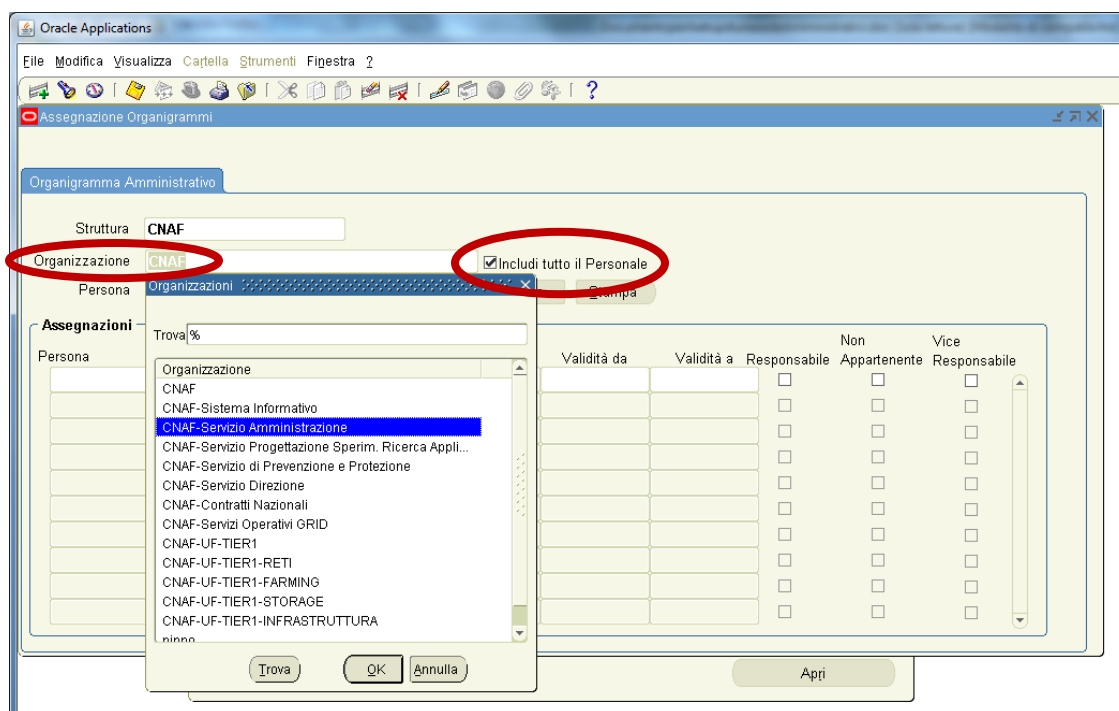 Oracle Applications
File Modifica Visualizza Cartella Strumenti Finestra ?
Assegnazione Organigrammi
Organigramma Amministrativo
Struttura CNAF
Organizzazione CNAF Includi tutto il Personale
Persona Stampa
Organizzazioni
Trova %
Organizzazione
CNAF
CNAF-Sistema Informativo
CNAF-Servizio Amministrazione
CNAF-Servizio Progettazione Sperim. Ricerca Appli...
CNAF-Servizio di Prevenzione e Protezione
CNAF-Servizio Direzione
CNAF-Contratti Nazionali
CNAF-Servizi Operativi GRID
CNAF-UF-TIER1
CNAF-UF-TIER1-RETI
CNAF-UF-TIER1-FARMING
CNAF-UF-TIER1-STORAGE
CNAF-UF-TIER1-INFRASTRUTTURA
Trova OK Annulla
Assegnazioni
Non Vice
Persona Validità da Validità a Responsabile Appartenente Responsabile
Apri